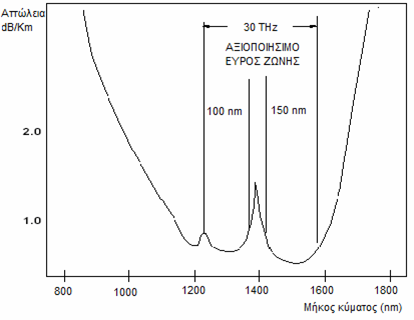 Απώλεια
dB/Km
30 THz
ΑΞΙΟΠΟΙΗΣΙΜΟ
ΕΥΡΟΣ ΖΩΝΗΣ
100 nm
150 nm
2.0
1.0
800 1000 1200 1400 1600 1800
Μήκος κύματος (nm)